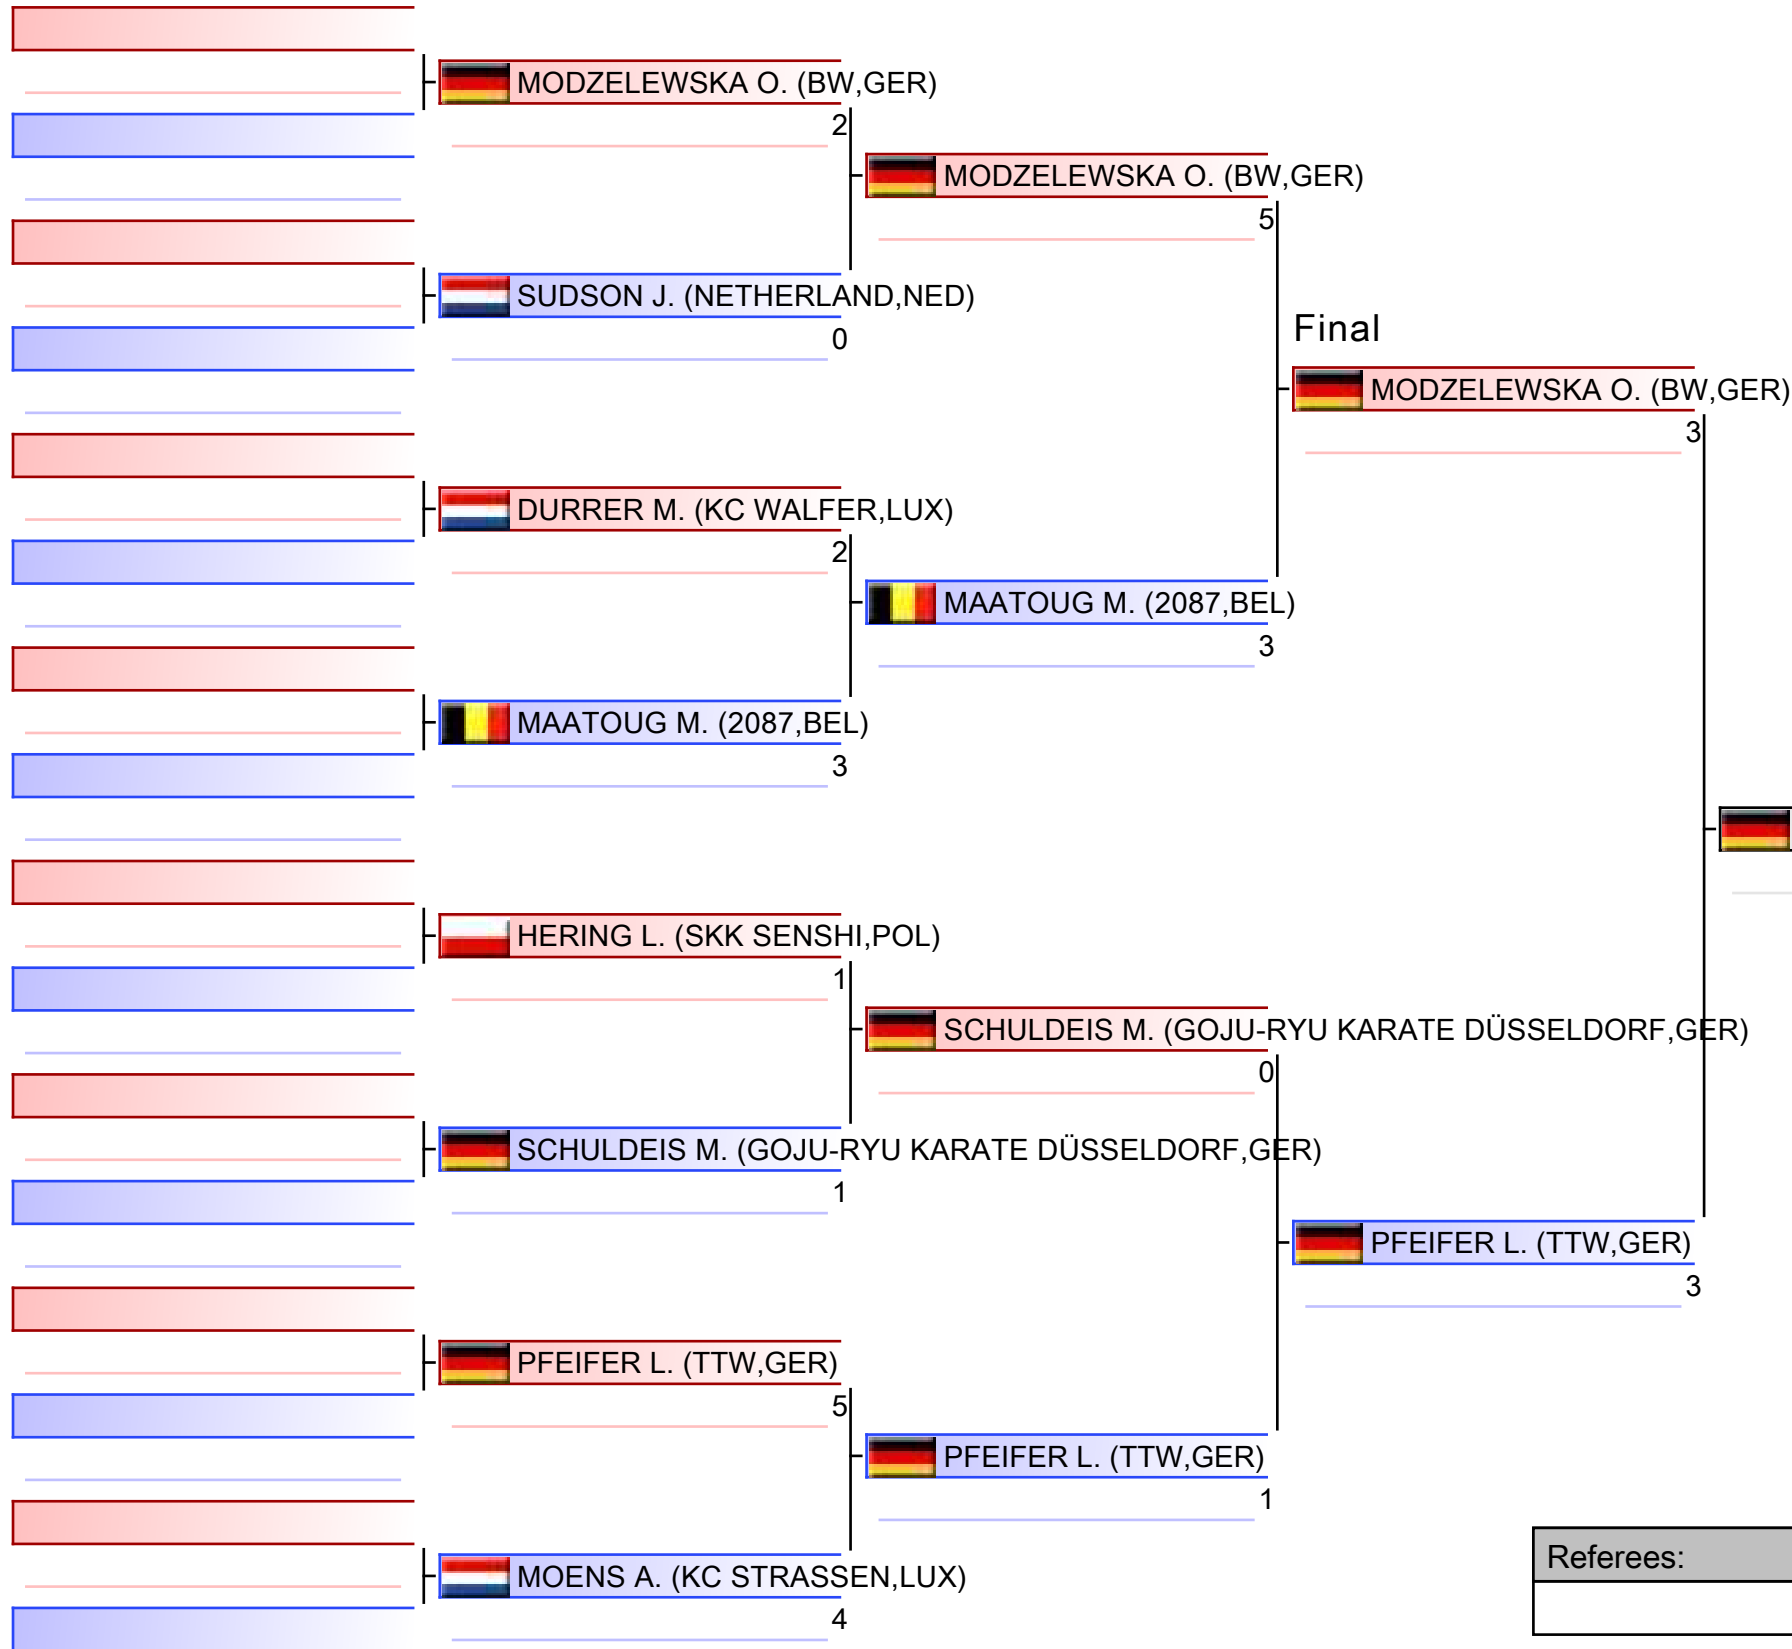 MODZELEWSKA O. (BW,GER)
2
SUDSON J. (NETHERLAND,NED)
0
DURRER M. (KC WALFER,LUX)
2
MAATOUG M. (2087,BEL)
3
HERING L. (SKK SENSHI,POL)
1
SCHULDEIS M. (GOJU-RYU KARATE DÜSSELDORF,GER)
1
PFEIFER L. (TTW,GER)
5
MOENS A. (KC STRASSEN,LUX)
4
MODZELEWSKA O. (BW,GER)
5
MAATOUG M. (2087,BEL)
3
SCHULDEIS M. (GOJU-RYU KARATE DÜSSELDORF,GER)
0
PFEIFER L. (TTW,GER)
1
Final
MODZELEWSKA O. (BW,GER)
3
PFEIFER L. (TTW,GER)
3
Referees: